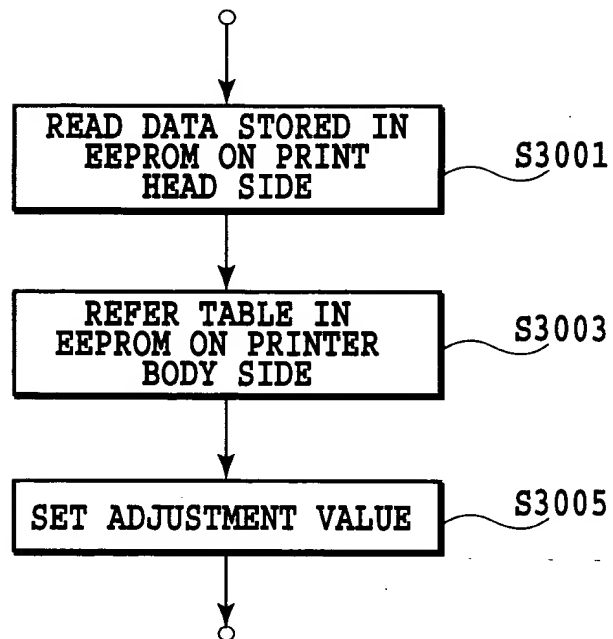 READ DATA STORED IN
EEPROM ON PRINT
HEAD SIDE
S3001
REFER TABLE IN
EEPROM ON PRINTER
BODY SIDE
S3003
SET ADJUSTMENT VALUE
S3005